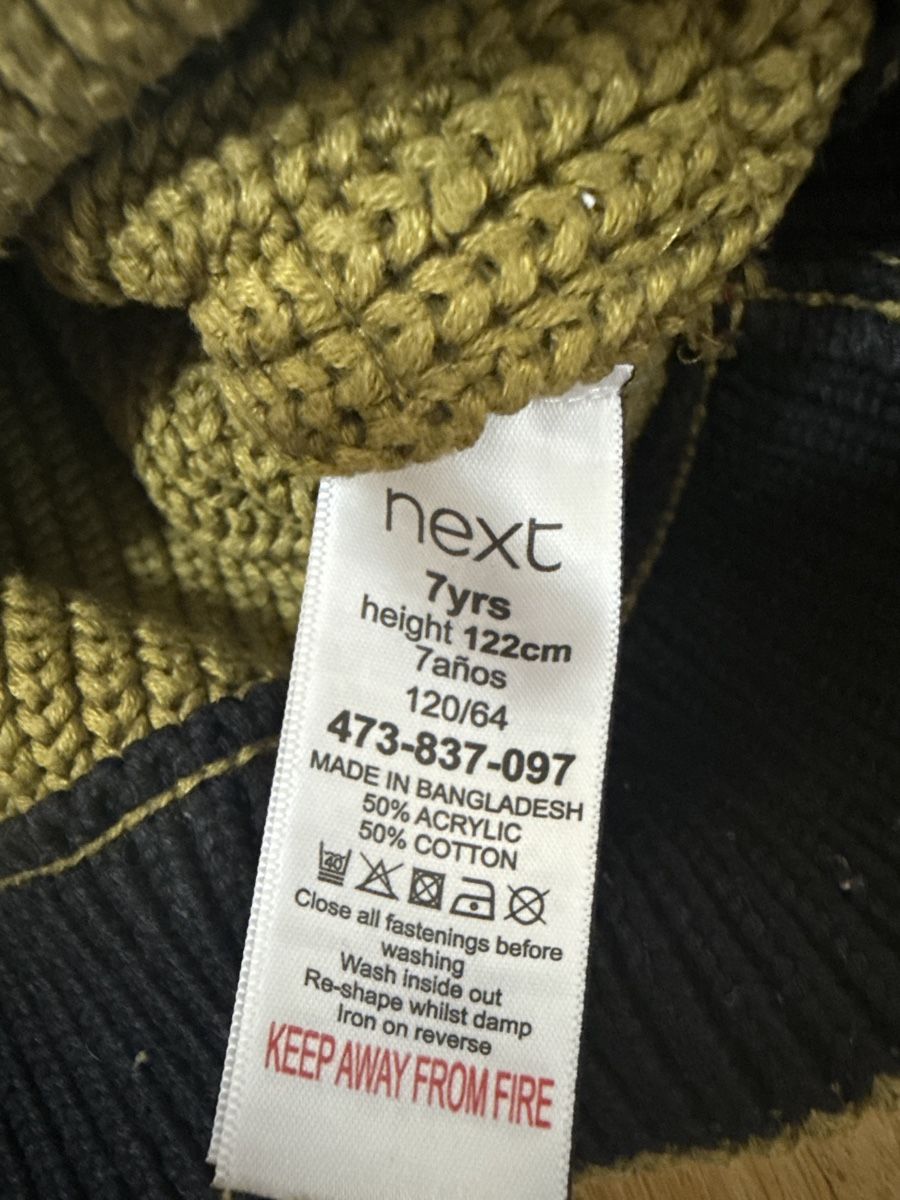 next
7yrs
height 122cm
7años
120/64
473-837-097
MADE IN BANGLADESH
50% ACRYLIC
50% COTTON
40
Close all fastenings before
washing
Wash inside out
Re-shape whilst damp
Iron on reverse
KEEP AWAY FROM FIRE